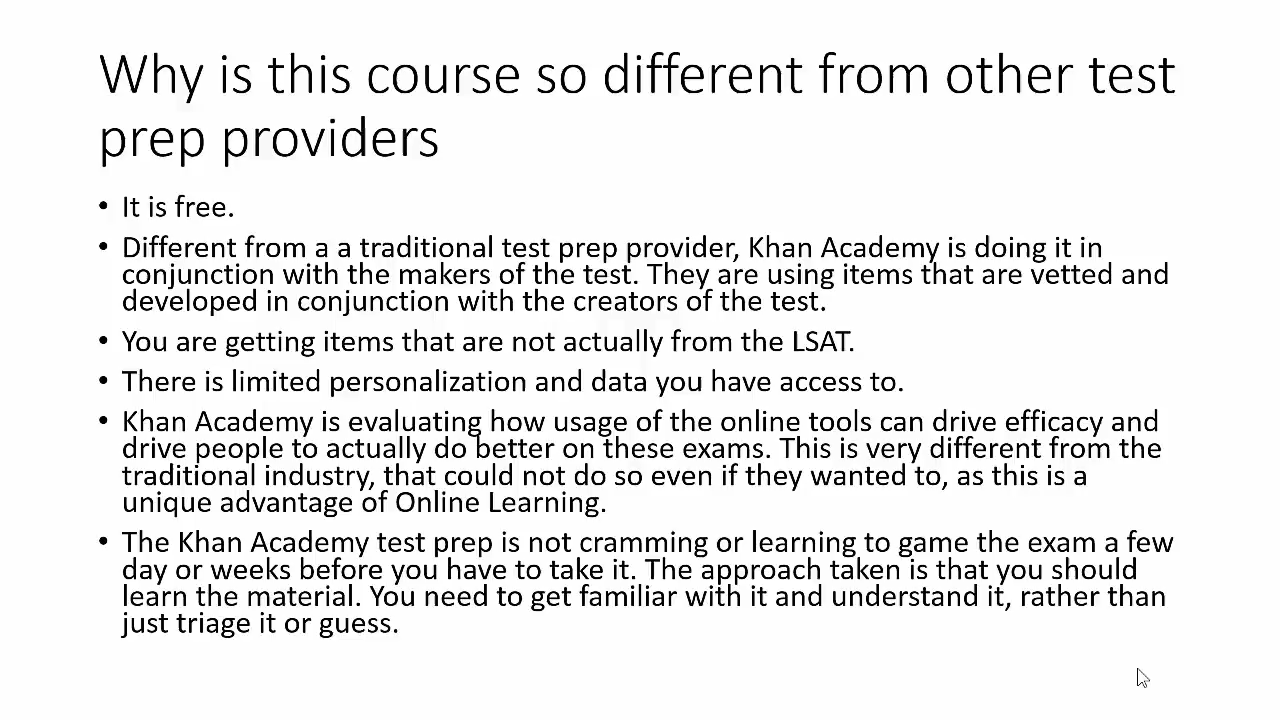 Why is this course so different from other test
prep providers
• It is free.
• Different from a a traditional test prep provider, Khan Academy is doing it in
conjunction with the makers of the test. They are using items that are vetted and
developed in conjunction with the creators of the test.
• You are getting items that are not actually from the LSAT.
• There is limited personalization and data you have access to.
• Khan Academy is evaluating how usage of the online tools can drive efficacy and
drive people to actually do better on these exams. This is very different from the
traditional industry, that could not do so even if they wanted to, as this is a
unique advantage of Online Learning.
• The Khan Academy test prep is not cramming or learning to game the exam a few
day or weeks before you have to take it. The approach taken is that you should
learn the material. You need to get familiar with it and understand it, rather than
just triage it or guess.